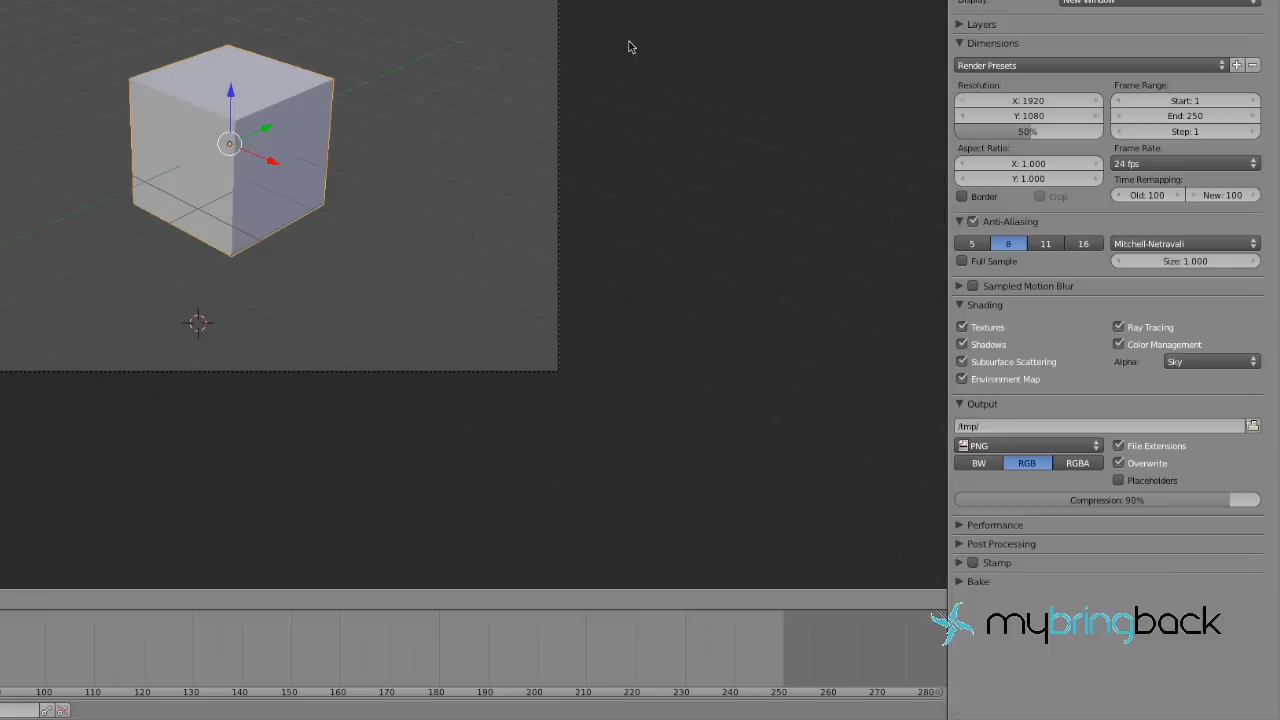 Display: New Window
Layers
Dimensions
Render Presets
Resolution: Frame Range:
X: 1920 Start: 1
Y: 1080 End: 250
50% Step: 1
Aspect Ratio: Frame Rate:
X: 1.000 24 fps
Y: 1.000 Time Remapping:
Border Crop Old: 100 New: 100
Anti-Aliasing
5 8 11 16 Mitchell-Netravali
Full Sample Size: 1.000
Sampled Motion Blur
Shading
Textures Ray Tracing
Shadows Color Management
Subsurface Scattering Alpha: Sky
Environment Map
Output
/tmp/
PNG File Extensions
BW RGB RGBA Overwrite
Placeholders
Compression: 90%
Performance
Post Processing
Stamp
Bake
mybringback
100 110 120 130 140 150 160 170 180 190 200 210 220 230 240 250 260 270 280